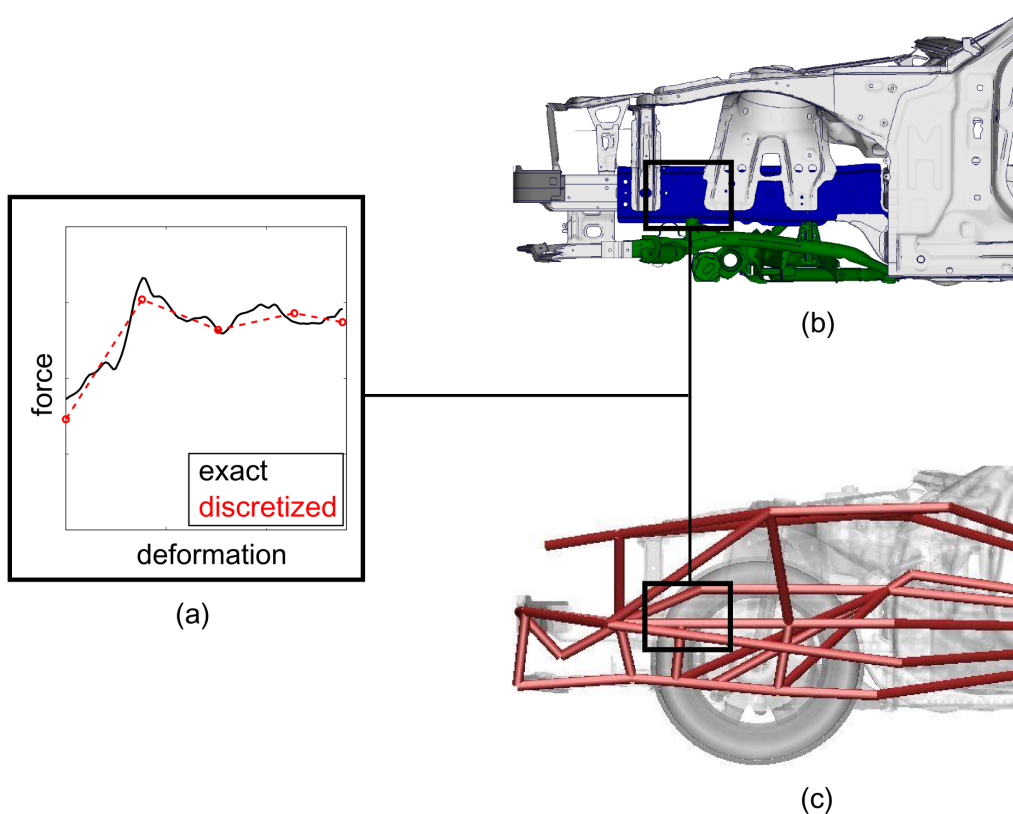 force
exact
discretized
deformation
(a)
(b)
(c)